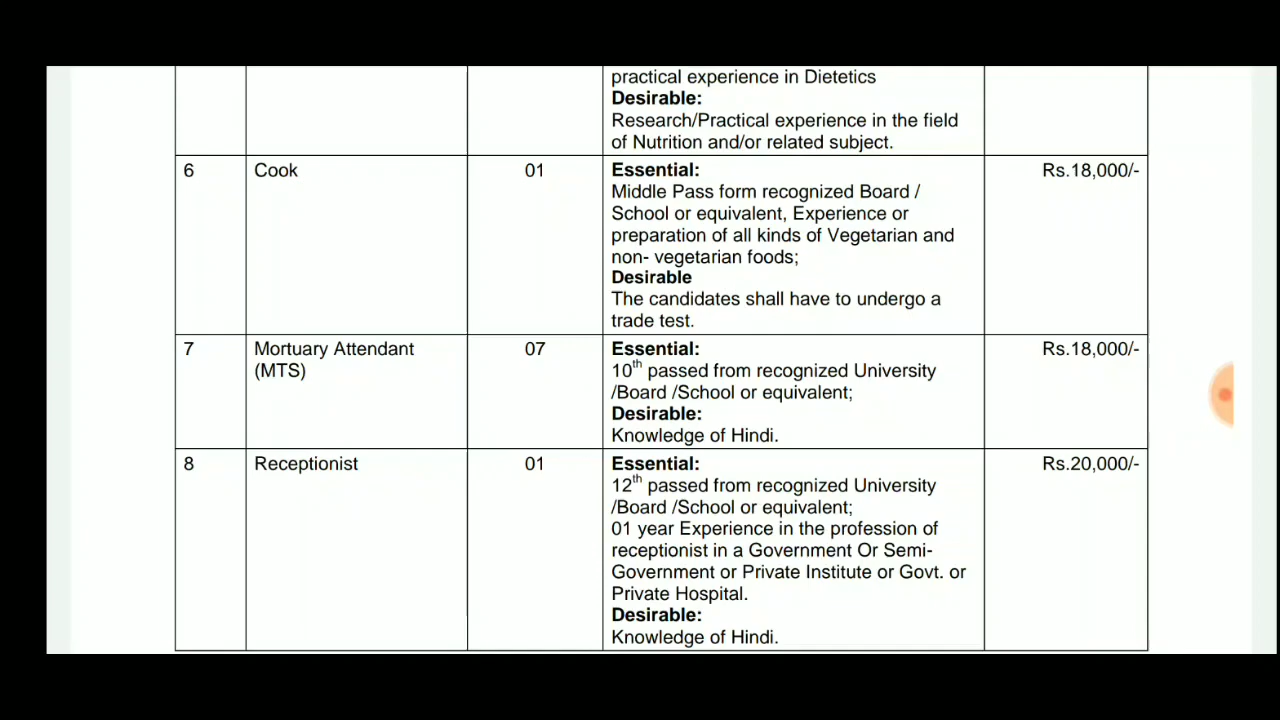 practical experience in Dietetics
Desirable:
Research/Practical experience in the field
of Nutrition and/or related subject.
6 Cook 01 Essential: Rs.18,000/-
Middle Pass form recognized Board /
School or equivalent, Experience or
preparation of all kinds of Vegetarian and
non- vegetarian foods;
Desirable
The candidates shall have to undergo a
trade test.
7 Mortuary Attendant 07 Essential: Rs.18,000/-
(MTS) 10th passed from recognized University
/Board /School or equivalent;
Desirable:
Knowledge of Hindi.
8 Receptionist 01 Essential: Rs.20,000/-
12th passed from recognized University
/Board /School or equivalent;
01 year Experience in the profession of
receptionist in a Government Or Semi-
Government or Private Institute or Govt. or
Private Hospital.
Desirable:
Knowledge of Hindi.